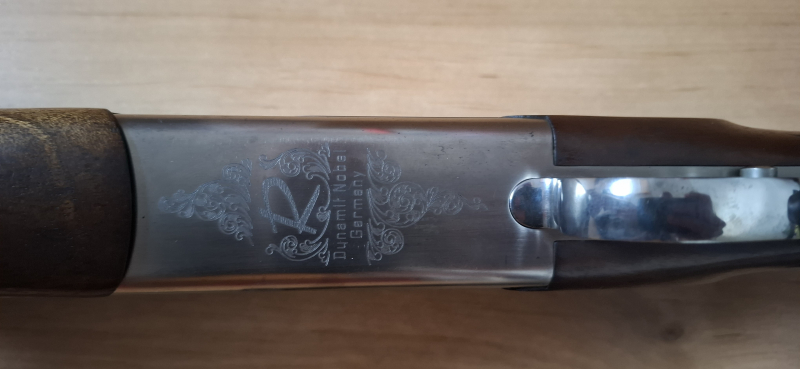 R
Dynamit Nobel
Germany